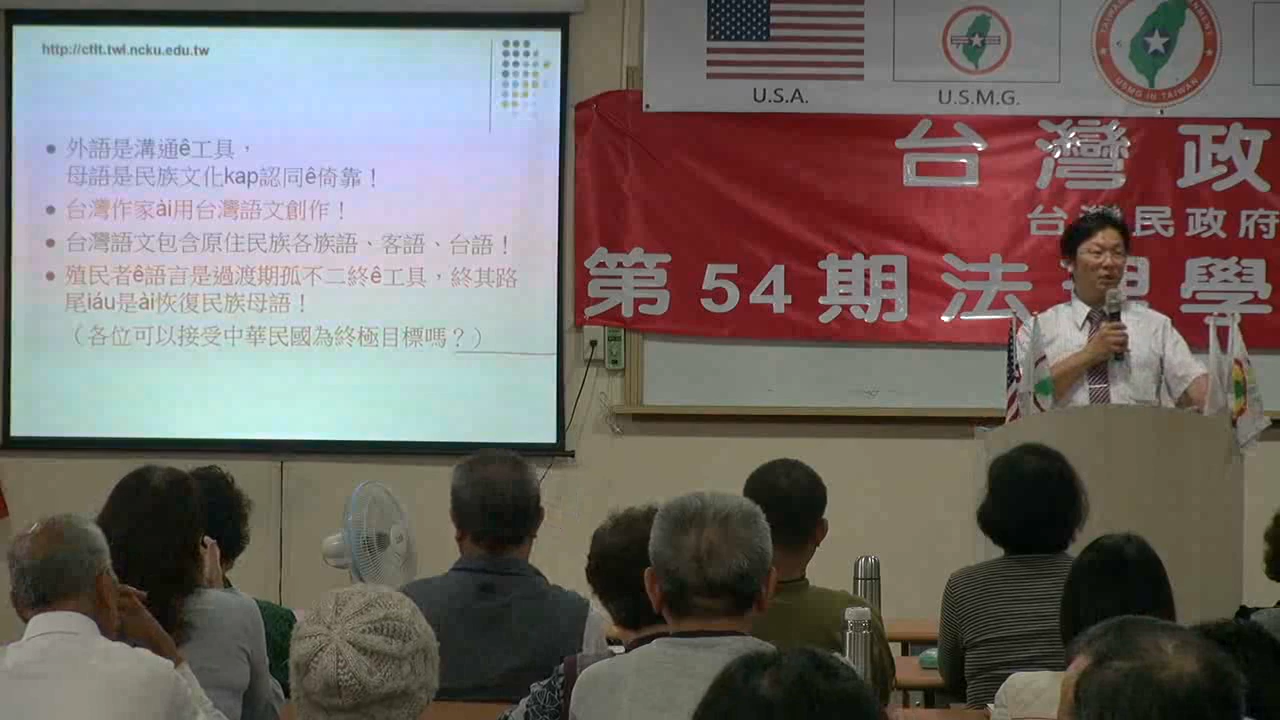 http://ctlt.twl.ncku.edu.tw
外語是溝通ê工具，
母語是民族文化kap認同ê倚靠！
台灣作家ài用台灣語文創作！
台灣語文包含原住民族各族語、客語、台語！
殖民者ê語言是過渡期孤不二終ê工具，終其路
尾iáu是ài恢復民族母語！
（各位可以接受中華民國為終極目標嗎？）
U.S.A.
U.S.M.G.
USMG IN TAIWAN
台灣政
台灣民政府
第54期法理學